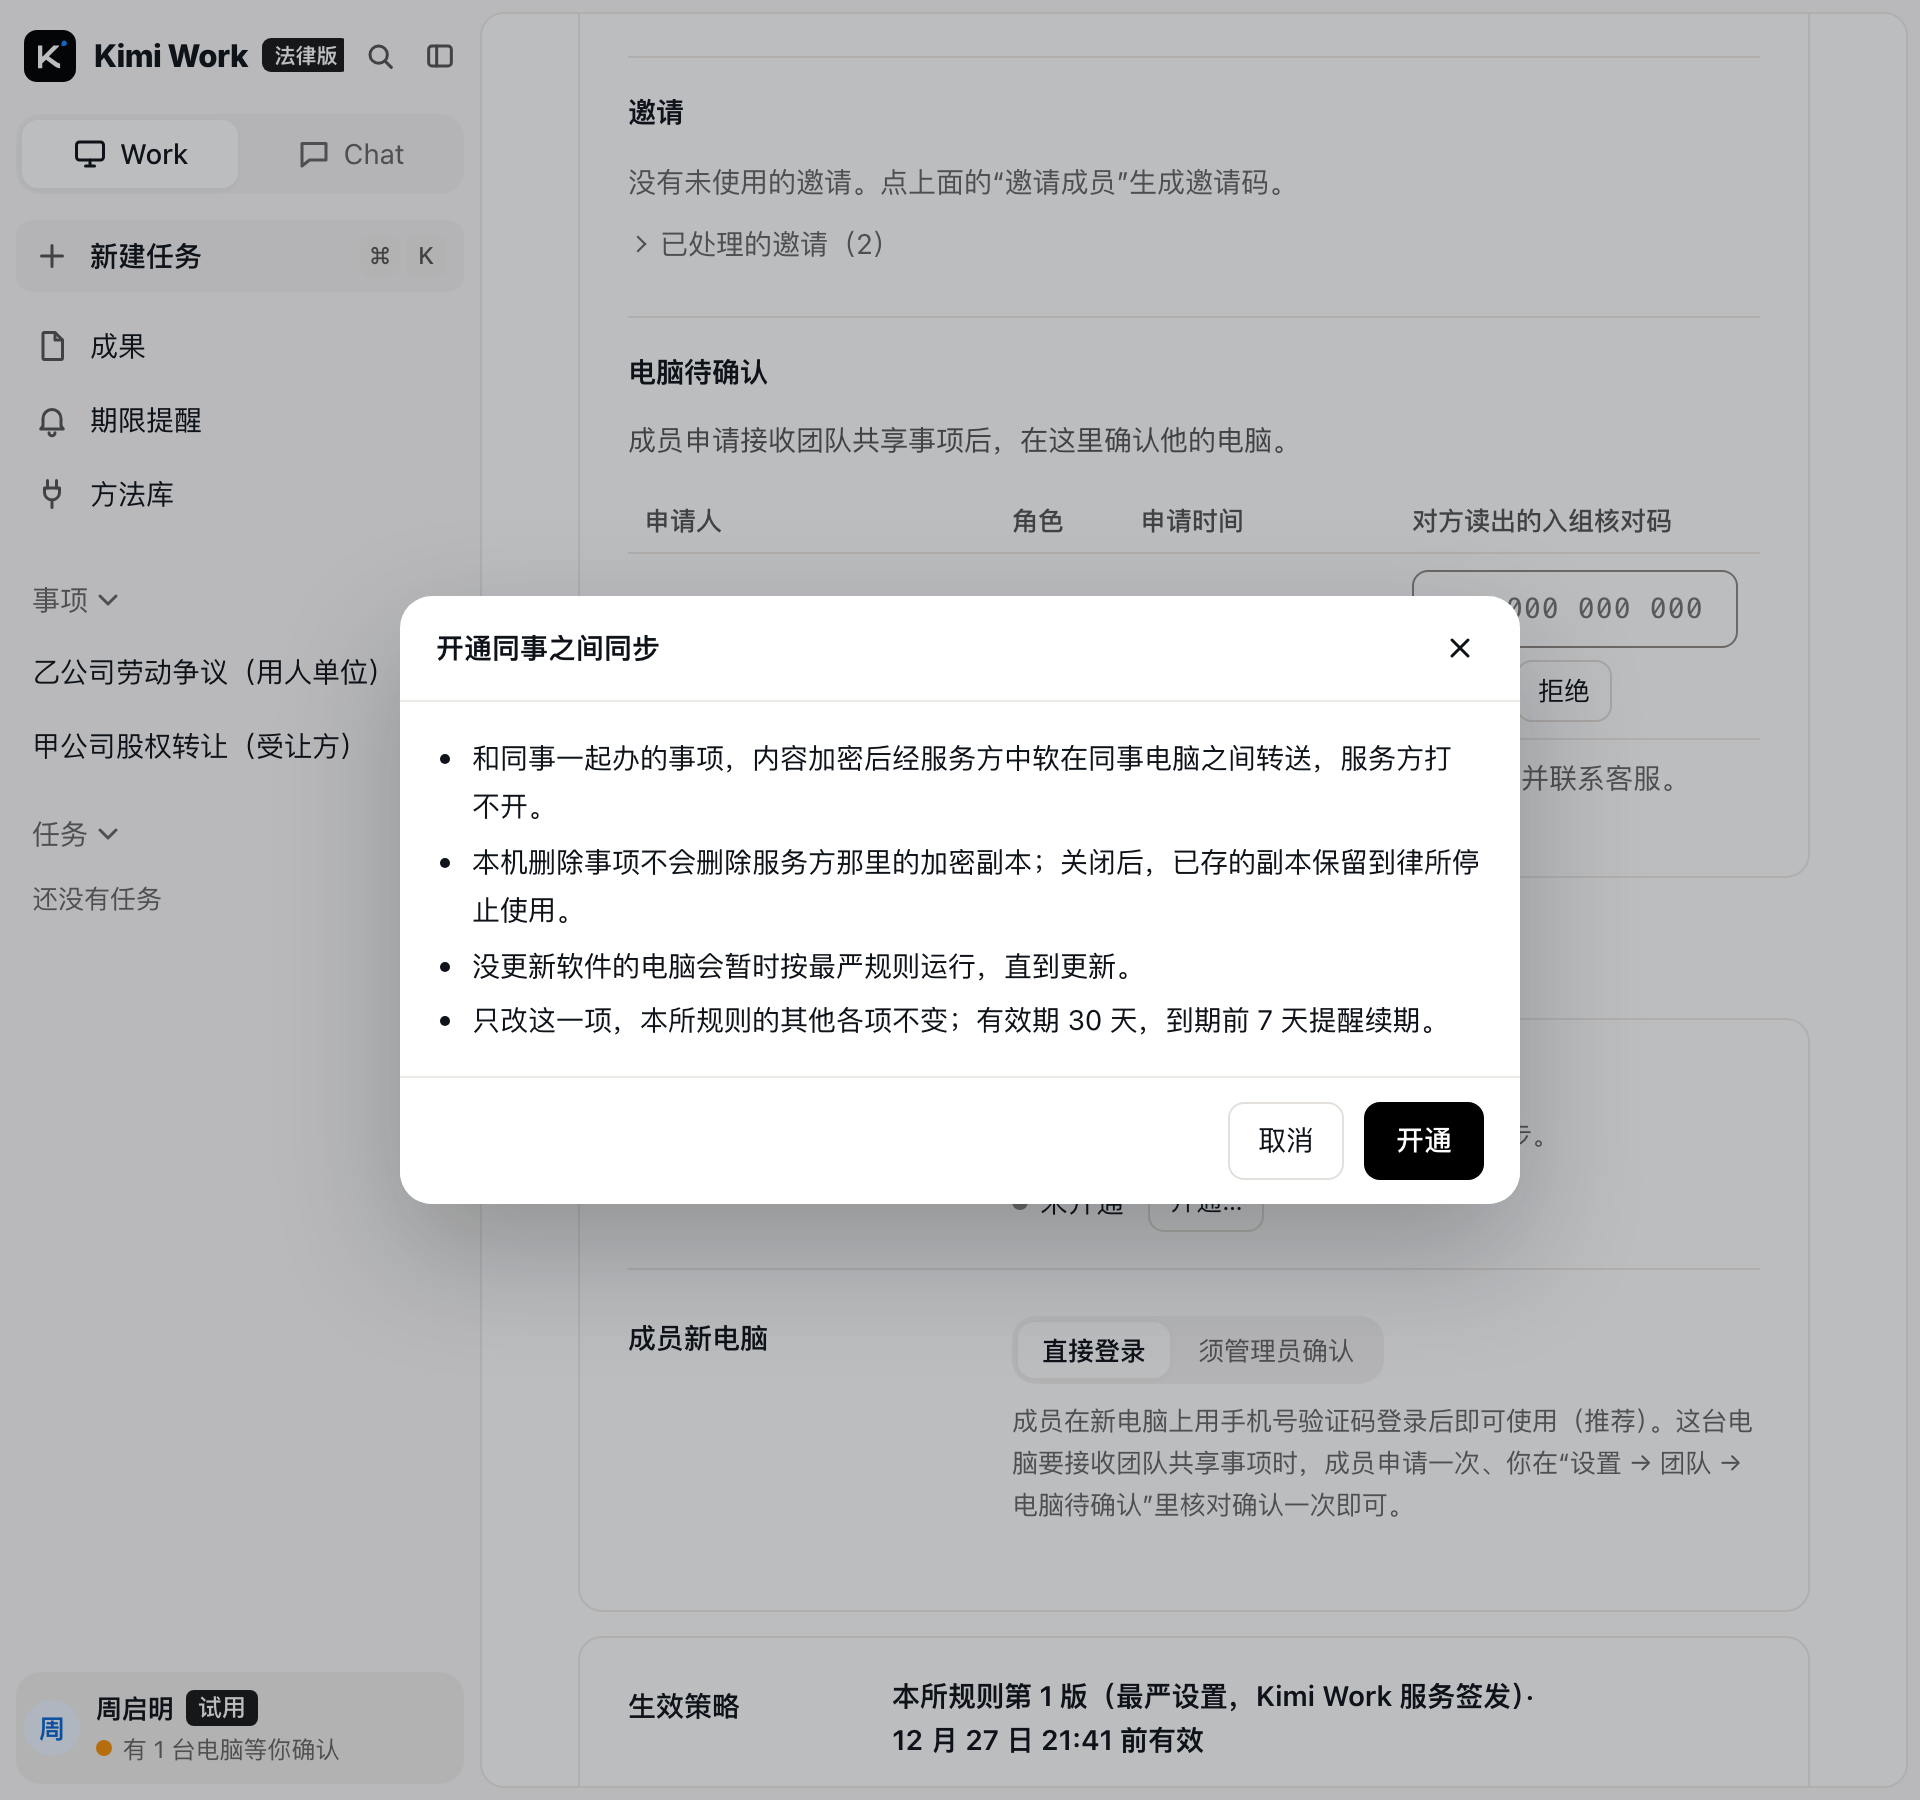 Kimi Work 法律版
Work
Chat
新建任务 ⌘ K
成果
期限提醒
方法库
事项
乙公司劳动争议（用人单位）
甲公司股权转让（受让方）
任务
还没有任务
周 周启明 试用
有 1 台电脑等你确认
邀请
没有未使用的邀请。点上面的“邀请成员”生成邀请码。
已处理的邀请（2）
电脑待确认
成员申请接收团队共享事项后，在这里确认他的电脑。
申请人 角色 申请时间 对方读出的入组核对码
000 000 000
拒绝
并联系客服。
开通同事之间同步
和同事一起办的事项，内容加密后经服务方中软在同事电脑之间转送，服务方打
不开。
本机删除事项不会删除服务方那里的加密副本；关闭后，已存的副本保留到律所停
止使用。
没更新软件的电脑会暂时按最严规则运行，直到更新。
只改这一项，本所规则的其他各项不变；有效期 30 天，到期前 7 天提醒续期。
取消 开通
未开通 开通...
成员新电脑
直接登录 须管理员确认
成员在新电脑上用手机号验证码登录后即可使用（推荐）。这台电
脑要接收团队共享事项时，成员申请一次、你在“设置 → 团队 →
电脑待确认”里核对确认一次即可。
生效策略
本所规则第 1 版（最严设置，Kimi Work 服务签发）·
12 月 27 日 21:41 前有效